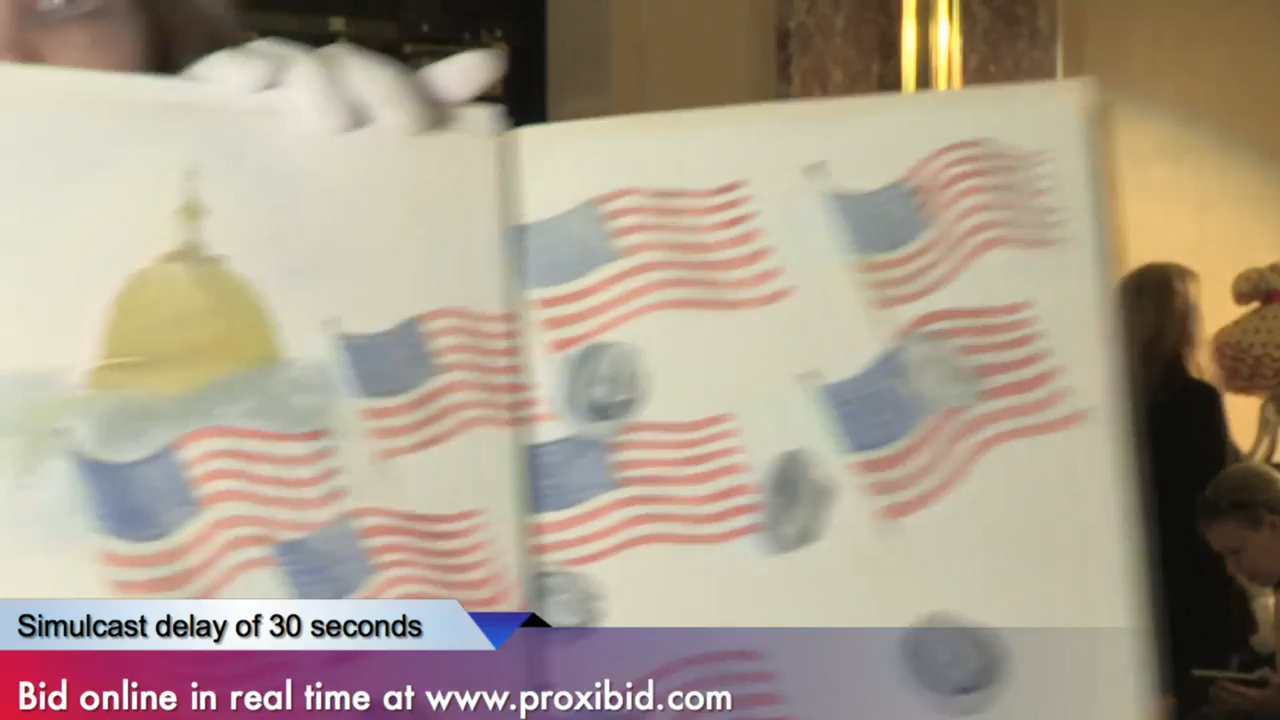 Simulcast delay of 30 seconds
Bid online in real time at www.proxibid.com